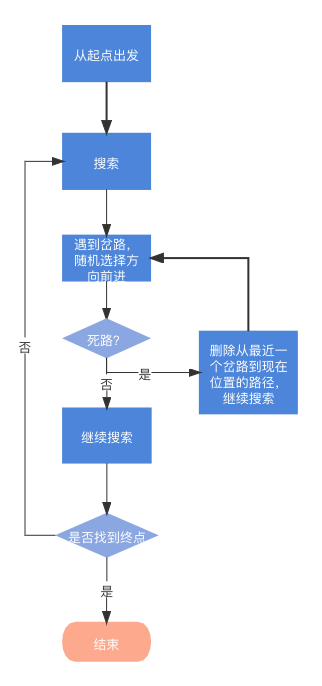 从起点出发
搜索
遇到岔路,
随机选择方
向前进
死路?
是
否
删除从最近一
个岔路到现在
位置的路径,
继续搜索
否
继续搜索
是否找到终点
是
结束